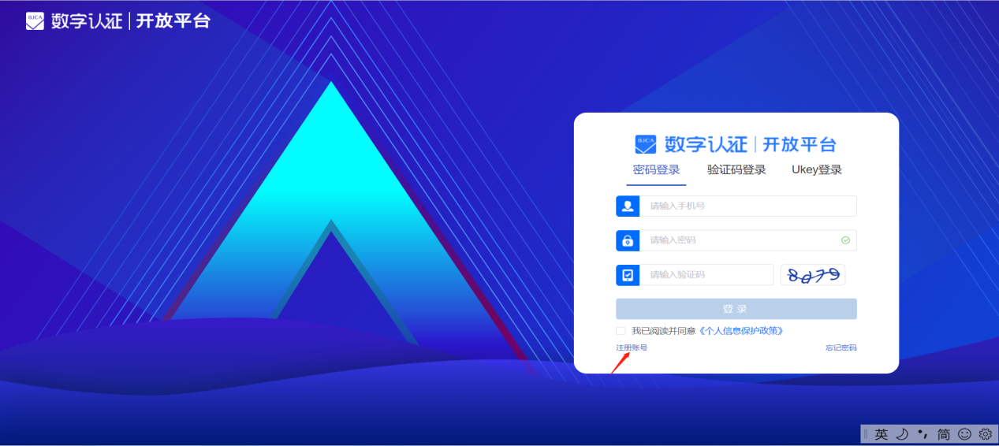 BJCA 数字认证 | 开放平台
BJCA 数字认证 | 开放平台
密码登录 验证码登录 Ukey登录
请输入手机号
请输入密码
请输入验证码 8d79
登 录
我已阅读并同意《个人信息保护政策》
注册账号 忘记密码
英 简